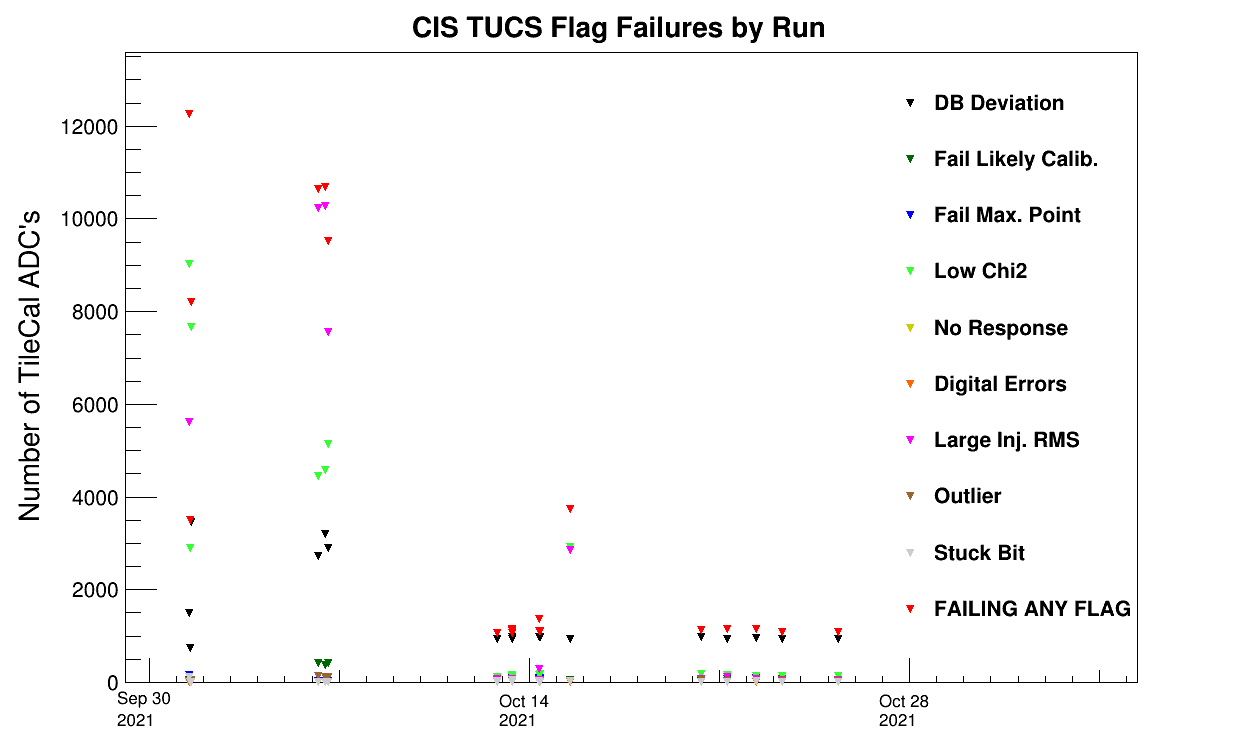 CIS TUCS Flag Failures by Run
Number of TileCal ADC's
12000
10000
8000
6000
4000
2000
0
Sep 30
2021
Oct 14
2021
Oct 28
2021
DB Deviation
Fail Likely Calib.
Fail Max. Point
Low Chi2
No Response
Digital Errors
Large Inj. RMS
Outlier
Stuck Bit
FAILING ANY FLAG